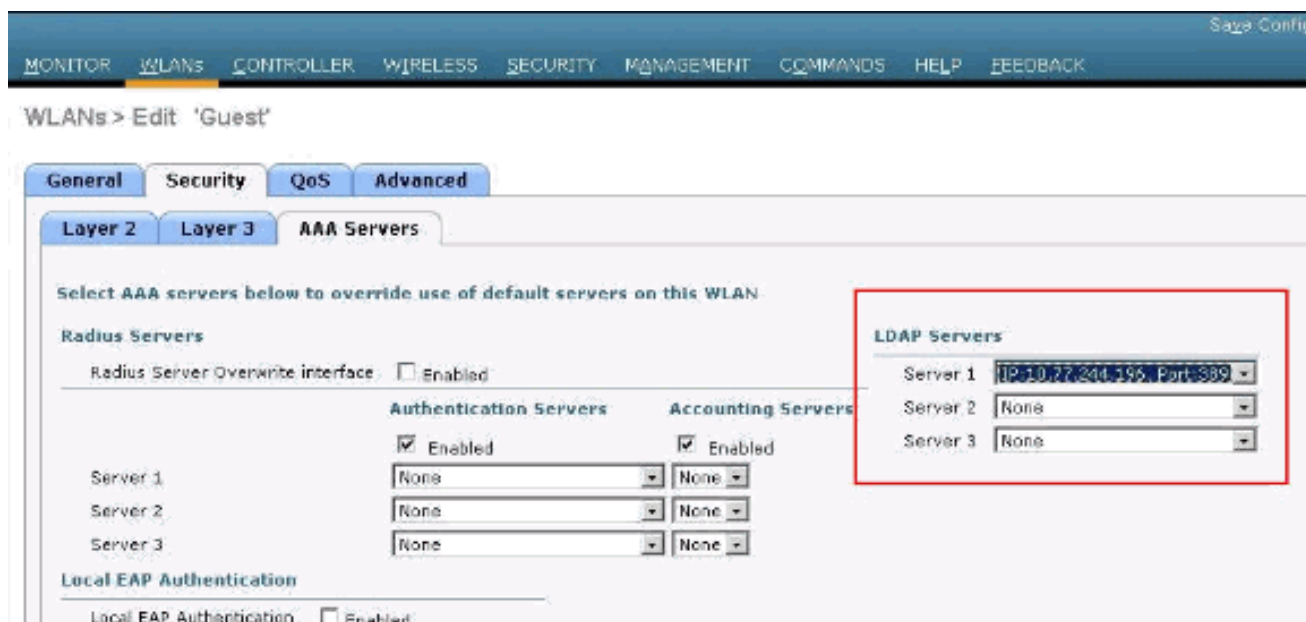 Save Config
MONITOR WLANs CONTROLLER WIRELESS SECURITY MANAGEMENT COMMANDS HELP FEEDBACK
WLANs > Edit 'Guest'
General Security QoS Advanced
Layer 2 Layer 3 AAA Servers
Select AAA servers below to override use of default servers on this WLAN
Radius Servers
Radius Server Overwrite interface Enabled
Authentication Servers Accounting Servers
Enabled Enabled
Server 1 None None
Server 2 None None
Server 3 None None
Local EAP Authentication
Local EAP Authentication Enabled
LDAP Servers
Server 1 IP:10.77.244.196, Port:389
Server 2 None
Server 3 None